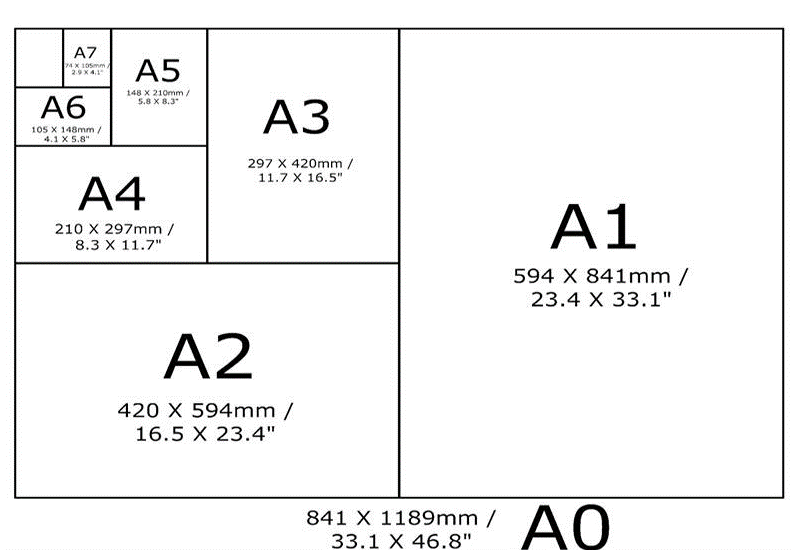 A7
74 X 105mm /
2.9 X 4.1"
A5
148 X 210mm /
5.8 X 8.3"
A6
105 X 148mm /
4.1 X 5.8"
A3
297 X 420mm /
11.7 X 16.5"
A4
210 X 297mm /
8.3 X 11.7"
A1
594 X 841mm /
23.4 X 33.1"
A2
420 X 594mm /
16.5 X 23.4"
841 X 1189mm /
33.1 X 46.8"
A0